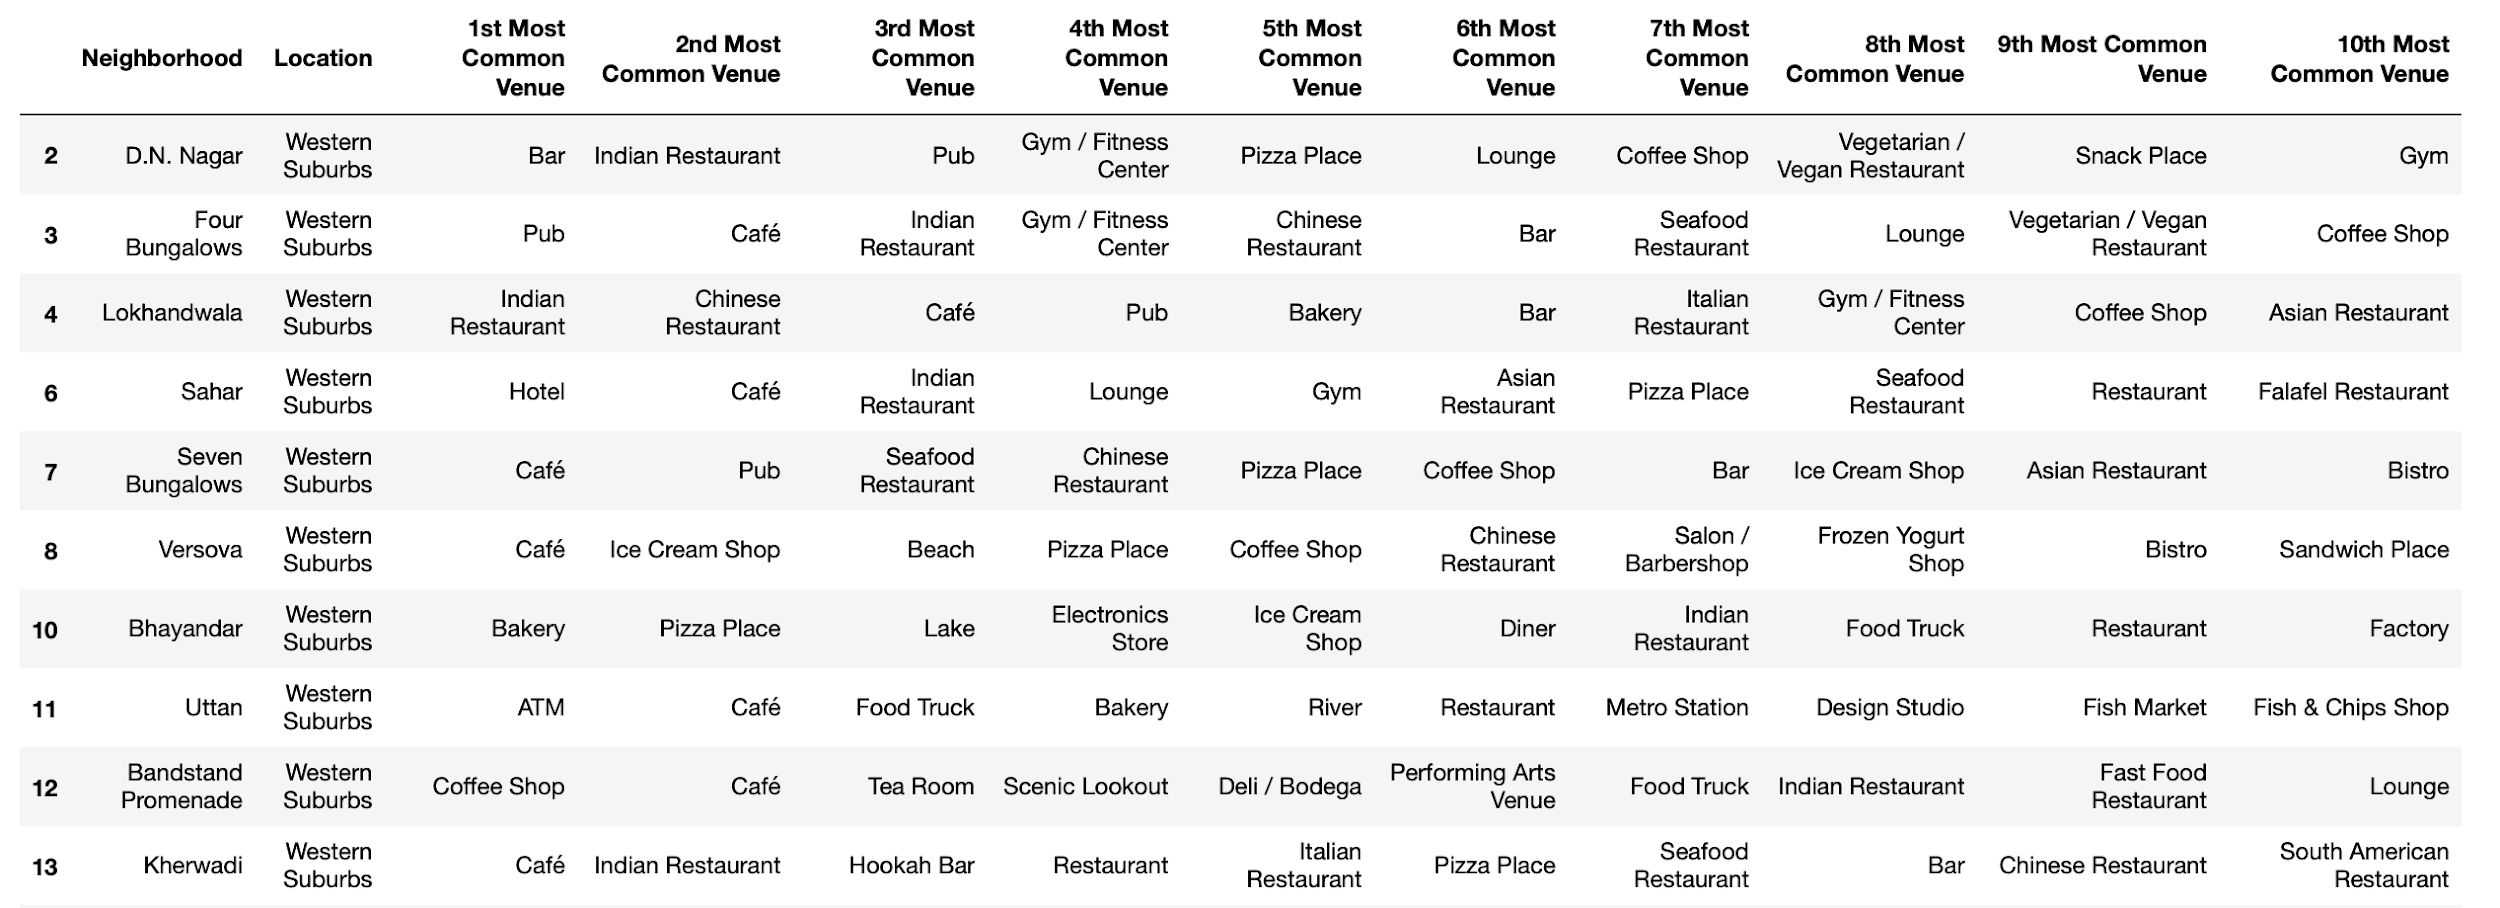 Neighborhood Location 1st Most Common Venue 2nd Most Common Venue 3rd Most Common Venue 4th Most Common Venue 5th Most Common Venue 6th Most Common Venue 7th Most Common Venue 8th Most Common Venue 9th Most Common Venue 10th Most Common Venue
2 D.N. Nagar Western Suburbs Bar Indian Restaurant Pub Gym / Fitness Center Pizza Place Lounge Coffee Shop Vegetarian / Vegan Restaurant Snack Place Gym
3 Four Bungalows Western Suburbs Pub Café Indian Restaurant Gym / Fitness Center Chinese Restaurant Bar Seafood Restaurant Lounge Vegetarian / Vegan Restaurant Coffee Shop
4 Lokhandwala Western Suburbs Indian Restaurant Chinese Restaurant Café Pub Bakery Bar Italian Restaurant Gym / Fitness Center Coffee Shop Asian Restaurant
6 Sahar Western Suburbs Hotel Café Indian Restaurant Lounge Gym Asian Restaurant Pizza Place Seafood Restaurant Restaurant Falafel Restaurant
7 Seven Bungalows Western Suburbs Café Pub Seafood Restaurant Chinese Restaurant Pizza Place Coffee Shop Bar Ice Cream Shop Asian Restaurant Bistro
8 Versova Western Suburbs Café Ice Cream Shop Beach Pizza Place Coffee Shop Chinese Restaurant Salon / Barbershop Frozen Yogurt Shop Bistro Sandwich Place
10 Bhayandar Western Suburbs Bakery Pizza Place Lake Electronics Store Ice Cream Shop Diner Indian Restaurant Food Truck Restaurant Factory
11 Uttan Western Suburbs ATM Café Food Truck Bakery River Restaurant Metro Station Design Studio Fish Market Fish & Chips Shop
12 Bandstand Promenade Western Suburbs Coffee Shop Café Tea Room Scenic Lookout Deli / Bodega Performing Arts Venue Food Truck Indian Restaurant Fast Food Restaurant Lounge
13 Kherwadi Western Suburbs Café Indian Restaurant Hookah Bar Restaurant Italian Restaurant Pizza Place Seafood Restaurant Bar Chinese Restaurant South American Restaurant